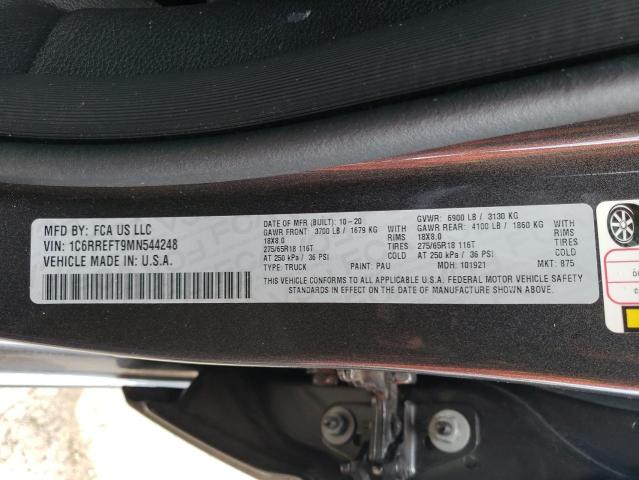 MFD BY: FCA US LLC
VIN: 1C6RREFT9MN544248
VEHICLE MADE IN: U.S.A.
DATE OF MFR (BUILT): 10-20 GVWR: 6900 LB / 3130 KG
GAWR FRONT: 3700 LB / 1679 KG WITH GAWR REAR: 4100 LB / 1860 KG WITH
18X8.0 RIMS 18X8.0 RIMS
275/65R18 116T TIRES 275/65R18 116T TIRES
AT 250 kPa / 36 PSI COLD AT 250 kPa / 36 PSI COLD
TYPE: TRUCK PAINT: PAU MDH: 101921 MKT: 875
THIS VEHICLE CONFORMS TO ALL APPLICABLE U.S.A. FEDERAL MOTOR VEHICLE SAFETY
STANDARDS IN EFFECT ON THE DATE OF MANUFACTURE SHOWN ABOVE.